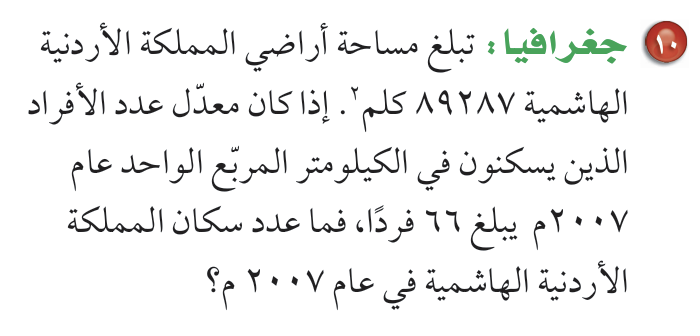 ١٠ جغرافيا: تبلغ مساحة أراضي المملكة الأردنية
الهاشمية ٨٩٢٨٧ كلم٢. إذا كان معدّل عدد الأفراد
الذين يسكنون في الكيلومتر المربّع الواحد عام
٢٠٠٧م يبلغ ٦٦ فردًا، فما عدد سكان المملكة
الأردنية الهاشمية في عام ٢٠٠٧ م؟